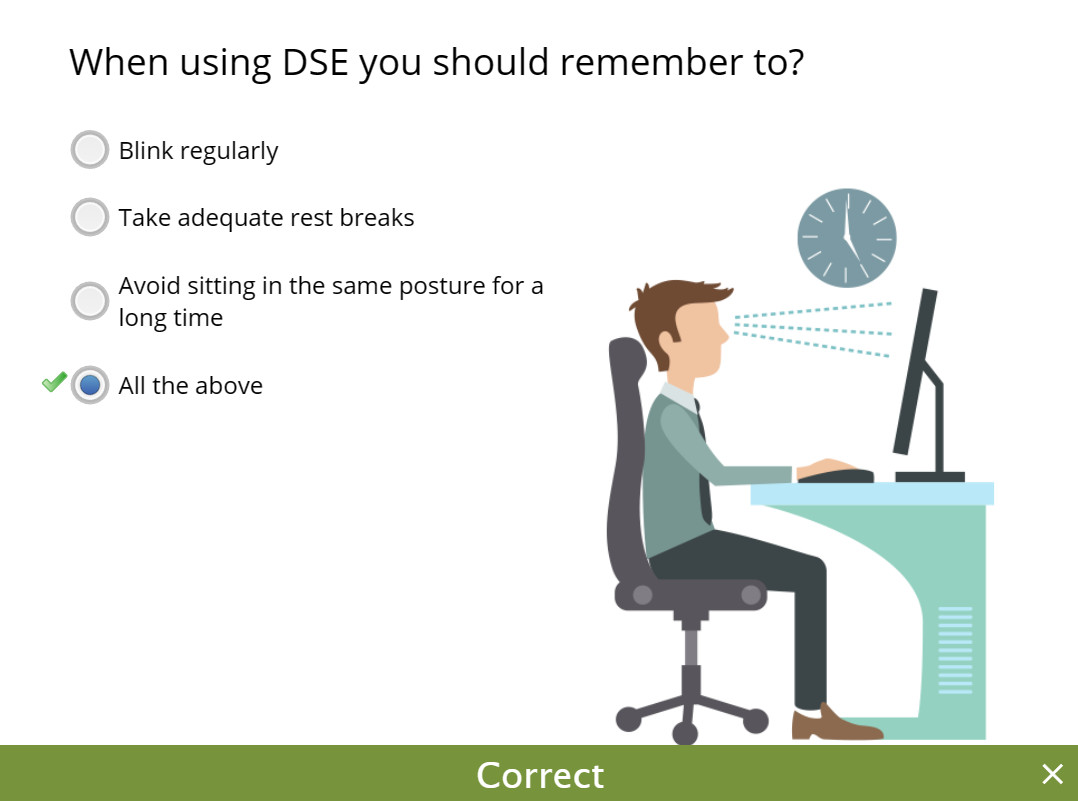 When using DSE you should remember to?
Blink regularly
Take adequate rest breaks
Avoid sitting in the same posture for a
long time
All the above
Correct